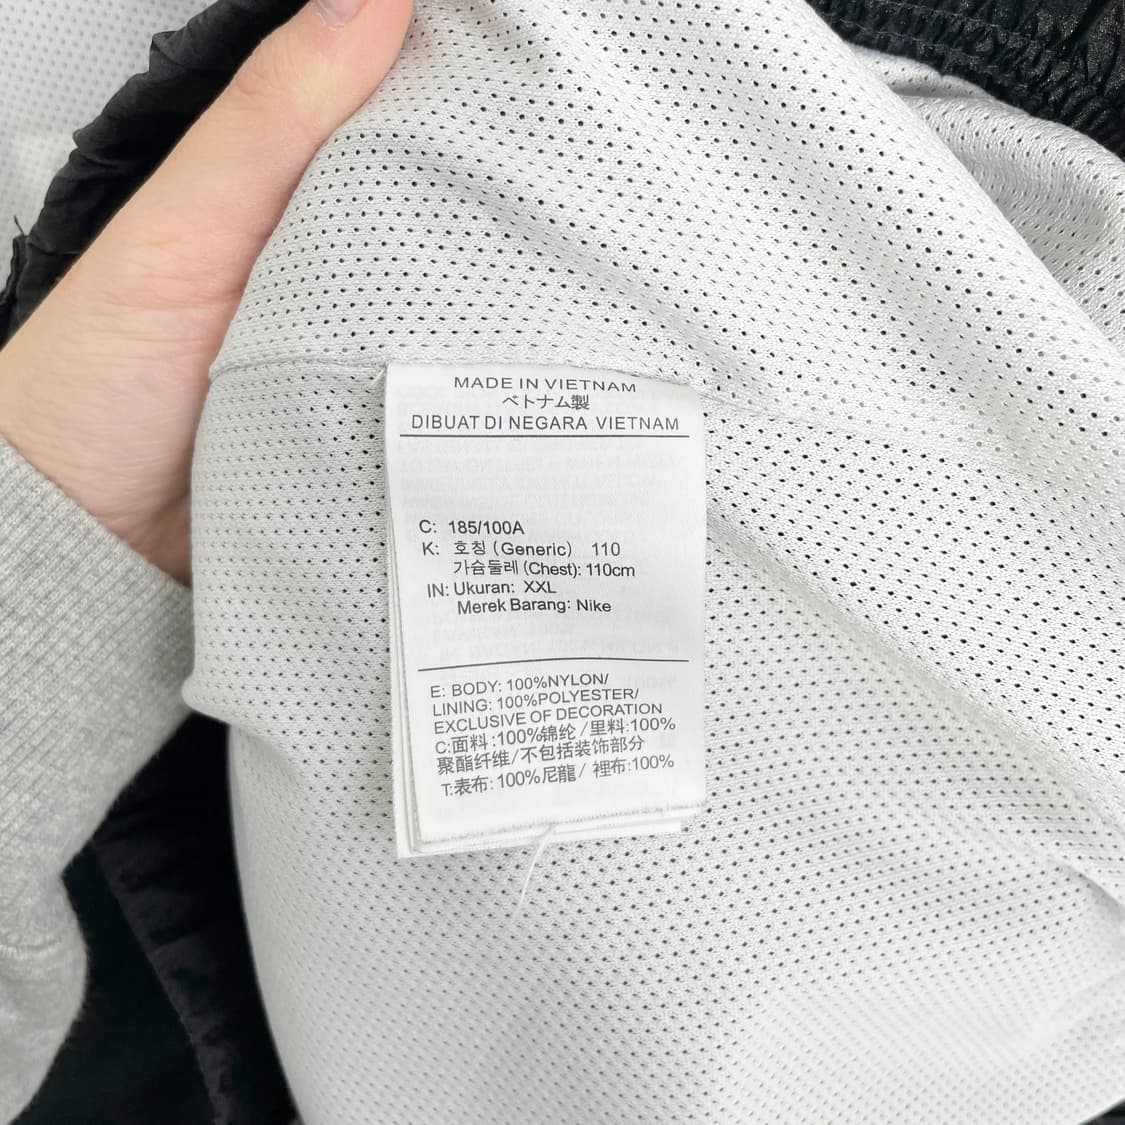 MADE IN VIETNAM
ベトナム製
DIBUAT DI NEGARA VIETNAM
C: 185/100A
K: 호칭 (Generic) 110
가슴둘레 (Chest): 110cm
IN: Ukuran: XXL
Merek Barang: Nike
E: BODY: 100%NYLON/
LINING: 100%POLYESTER/
EXCLUSIVE OF DECORATION
C:面料:100%锦纶/里料:100%
聚酯纤维/不包括装饰部分
T:表布: 100%尼龍/ 裡布:100%